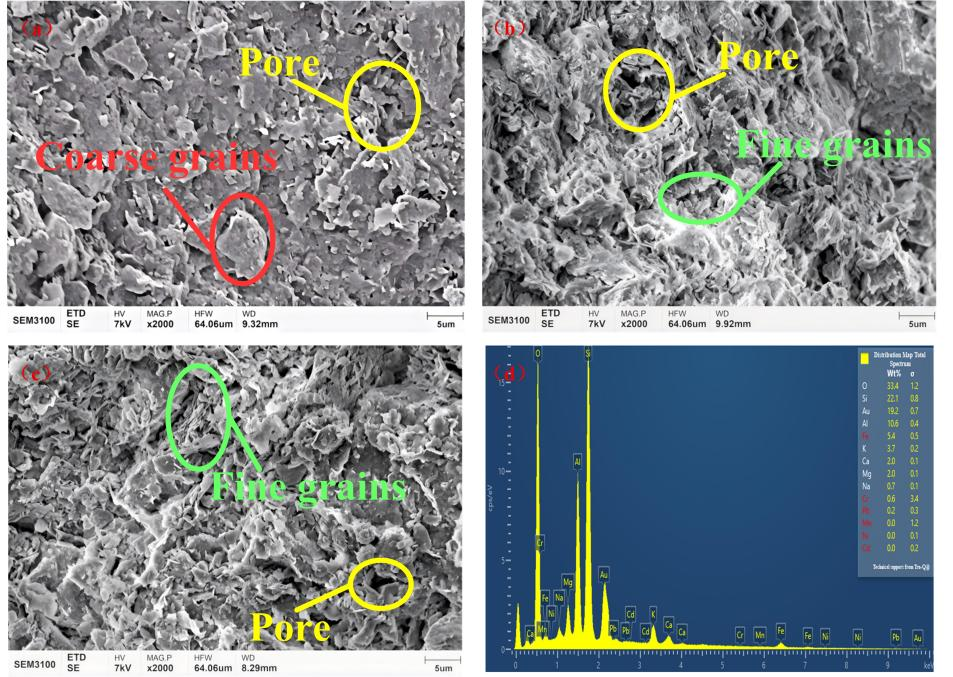 (a)
Pore
Coarse grains
SEM3100 ETD SE HV 7kV MAG.P x2000 HFW 64.06um WD 9.32mm 5um
(b)
Pore
Fine grains
SEM3100 ETD SE HV 7kV MAG.P x2000 HFW 64.06um WD 9.92mm 5um
(c)
Fine grains
Pore
SEM3100 ETD SE HV 7kV MAG.P x2000 HFW 64.06um WD 8.29mm 5um
(d)
Distribution Map Total
Spectrum
Wt% σ
O 33.4 1.2
Si 22.1 0.8
Au 19.2 0.7
Al 10.6 0.4
Fe 5.4 0.5
K 3.7 0.2
Ca 2.0 0.1
Mg 2.0 0.1
Na 0.7 0.1
Cr 0.6 3.4
Pb 0.2 0.3
Mn 0.0 1.2
Ni 0.0 0.1
Cd 0.0 0.2
Technical support from Tru-Q®
cps/eV
15
10
5
0
O Si
Al
Cr
Mg Au
Fe Na
Ni Cd K
Ca Mn Pb Pb Cd Ca Ca Cr Mn Fe Fe Ni Ni Pb Au
0 1 2 3 4 5 6 7 8 9 keV